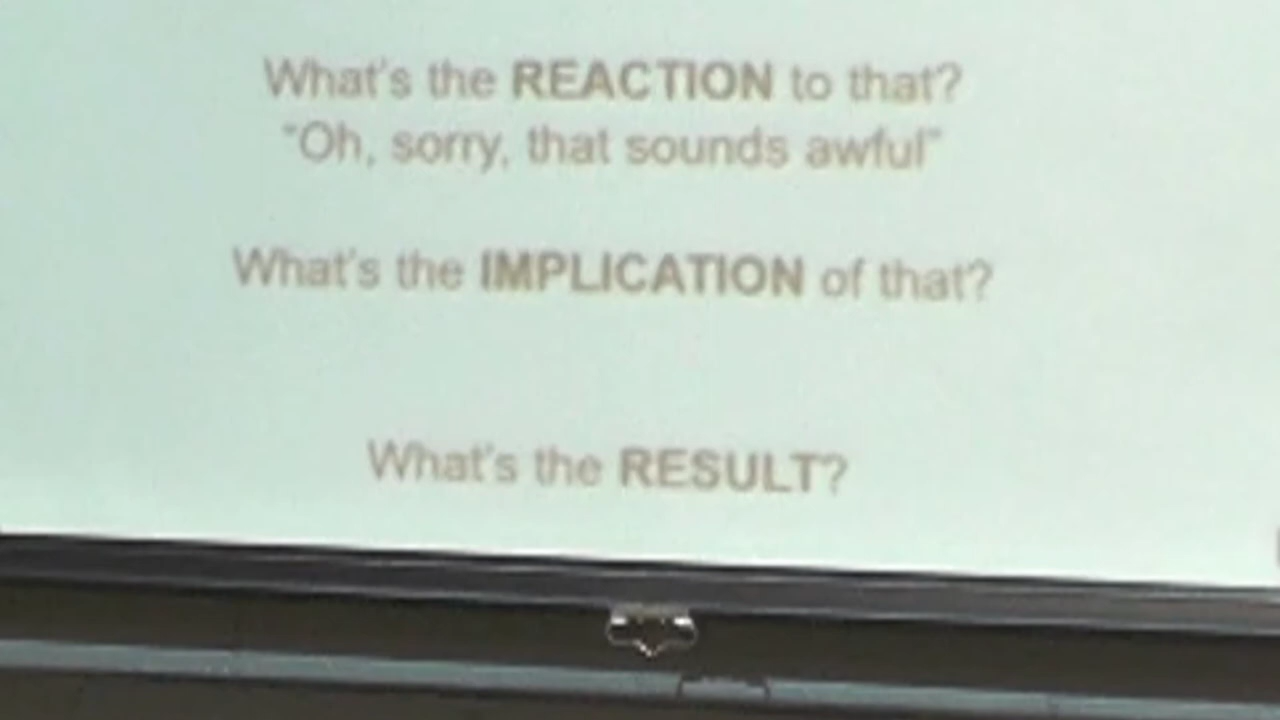 What's the REACTION to that?
"Oh, sorry, that sounds awful"
What's the IMPLICATION of that?
What's the RESULT?